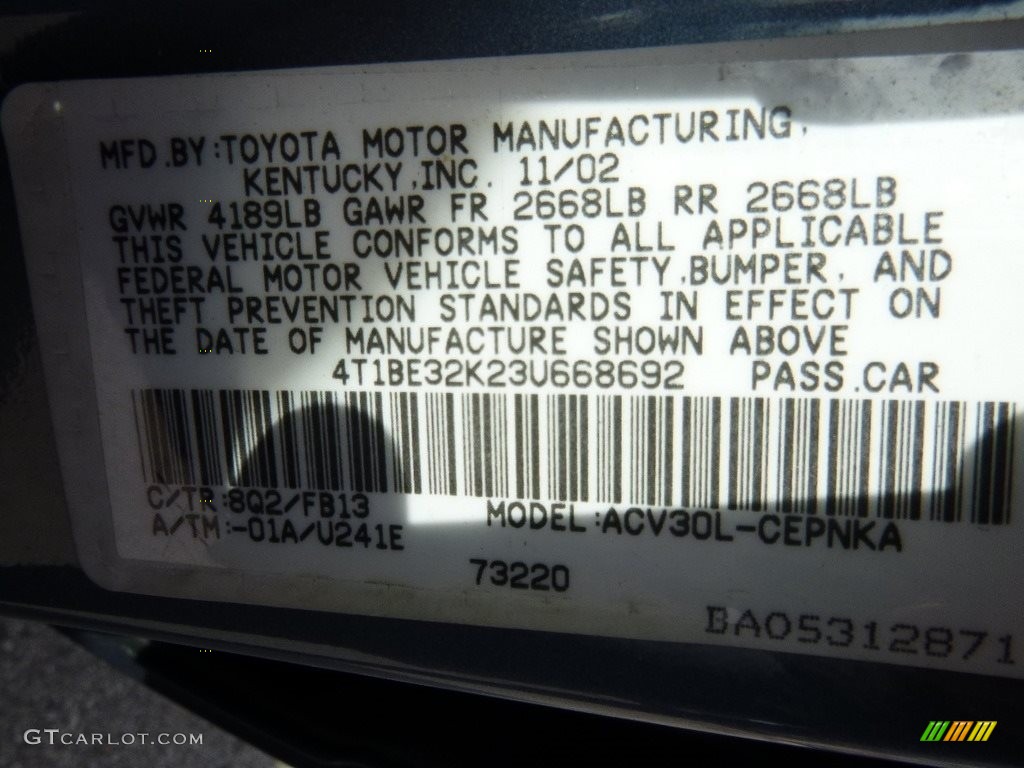 MFD.BY:TOYOTA MOTOR MANUFACTURING,
KENTUCKY,INC. 11/02
GVWR 4189LB GAWR FR 2668LB RR 2668LB
THIS VEHICLE CONFORMS TO ALL APPLICABLE
FEDERAL MOTOR VEHICLE SAFETY,BUMPER, AND
THEFT PREVENTION STANDARDS IN EFFECT ON
THE DATE OF MANUFACTURE SHOWN ABOVE
4T1BE32K23U668692 PASS.CAR
C/TR:8Q2/FB13
A/TM:-01A/U241E MODEL:ACV30L-CEPNKA
73220
BA05312871
GTCARLOT.COM